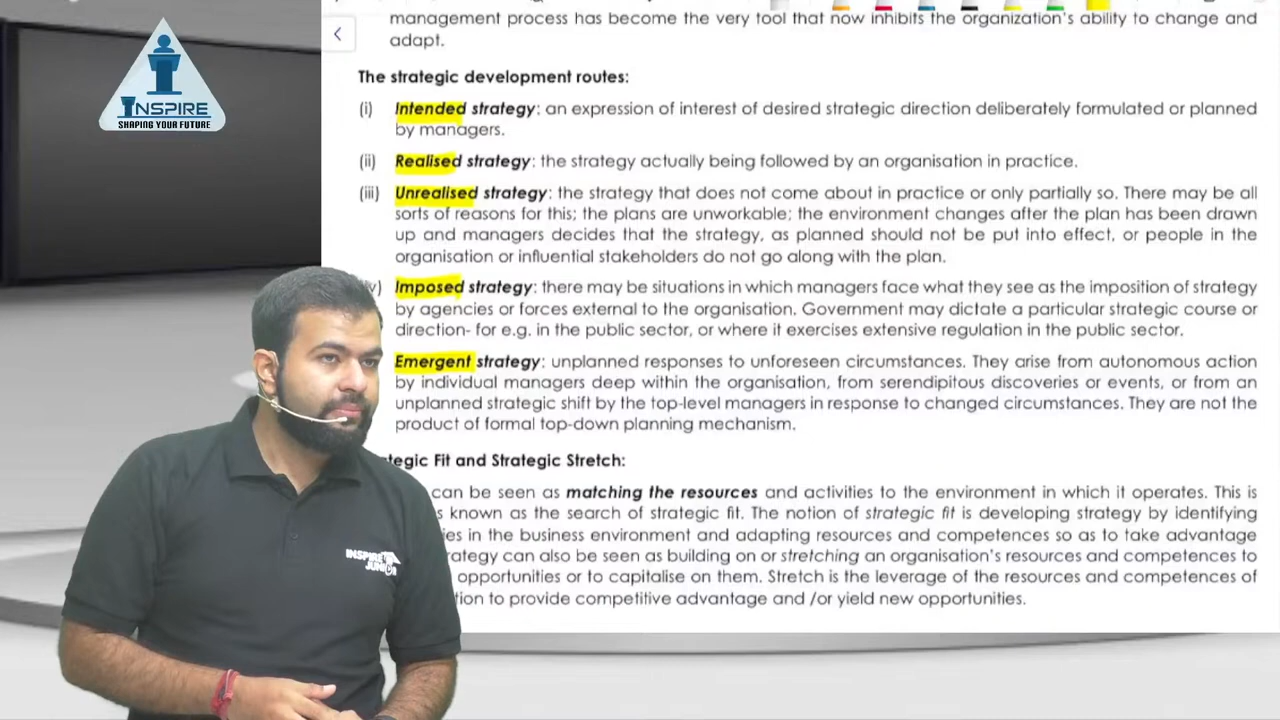 INSPIRE
SHAPING YOUR FUTURE
management process has become the very tool that now inhibits the organization's ability to change and
adapt.
The strategic development routes:
(i) Intended strategy: an expression of interest of desired strategic direction deliberately formulated or planned
by managers.
(ii) Realised strategy: the strategy actually being followed by an organisation in practice.
(iii) Unrealised strategy: the strategy that does not come about in practice or only partially so. There may be all
sorts of reasons for this; the plans are unworkable; the environment changes after the plan has been drawn
up and managers decides that the strategy, as planned should not be put into effect, or people in the
organisation or influential stakeholders do not go along with the plan.
v) Imposed strategy: there may be situations in which managers face what they see as the imposition of strategy
by agencies or forces external to the organisation. Government may dictate a particular strategic course or
direction- for e.g. in the public sector, or where it exercises extensive regulation in the public sector.
Emergent strategy: unplanned responses to unforeseen circumstances. They arise from autonomous action
by individual managers deep within the organisation, from serendipitous discoveries or events, or from an
unplanned strategic shift by the top-level managers in response to changed circumstances. They are not the
product of formal top-down planning mechanism.
tegic Fit and Strategic Stretch:
can be seen as matching the resources and activities to the environment in which it operates. This is
s known as the search of strategic fit. The notion of strategic fit is developing strategy by identifying
ies in the business environment and adapting resources and competences so as to take advantage
rategy can also be seen as building on or stretching an organisation's resources and competences to
opportunities or to capitalise on them. Stretch is the leverage of the resources and competences of
tion to provide competitive advantage and /or yield new opportunities.
INSPIRE
JUNIOR